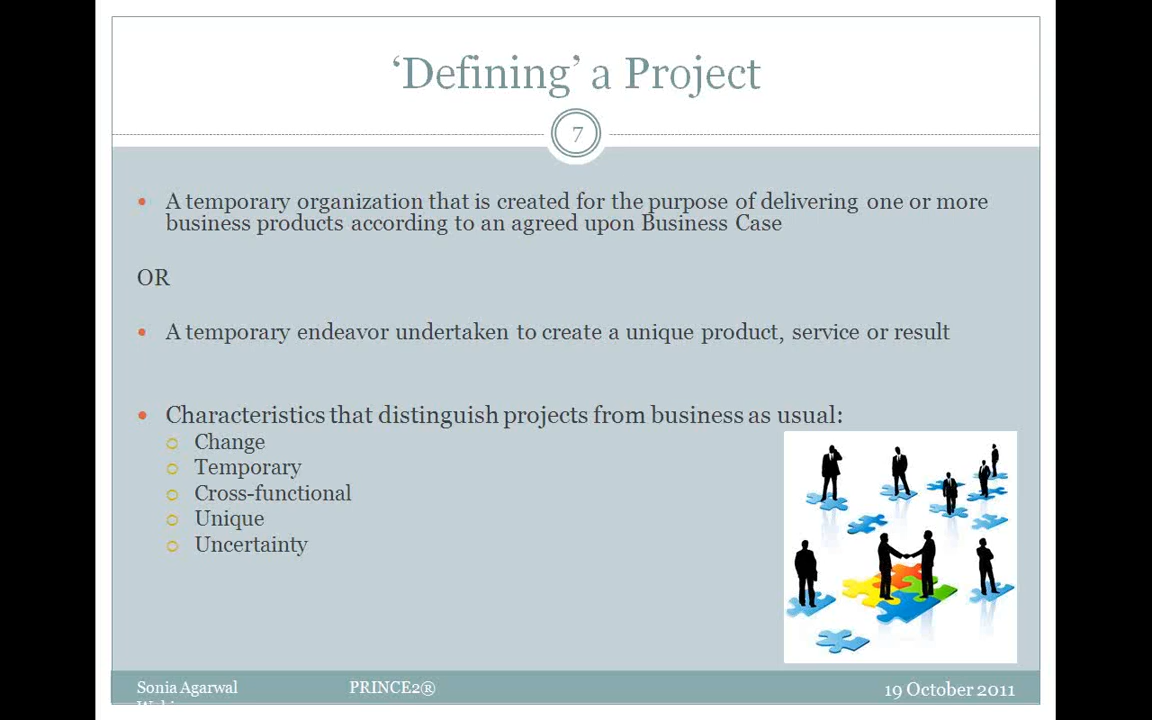 ‘Defining’ a Project
7
A temporary organization that is created for the purpose of delivering one or more
business products according to an agreed upon Business Case
OR
A temporary endeavor undertaken to create a unique product, service or result
Characteristics that distinguish projects from business as usual:
Change
Temporary
Cross-functional
Unique
Uncertainty
Sonia Agarwal PRINCE2® 19 October 2011